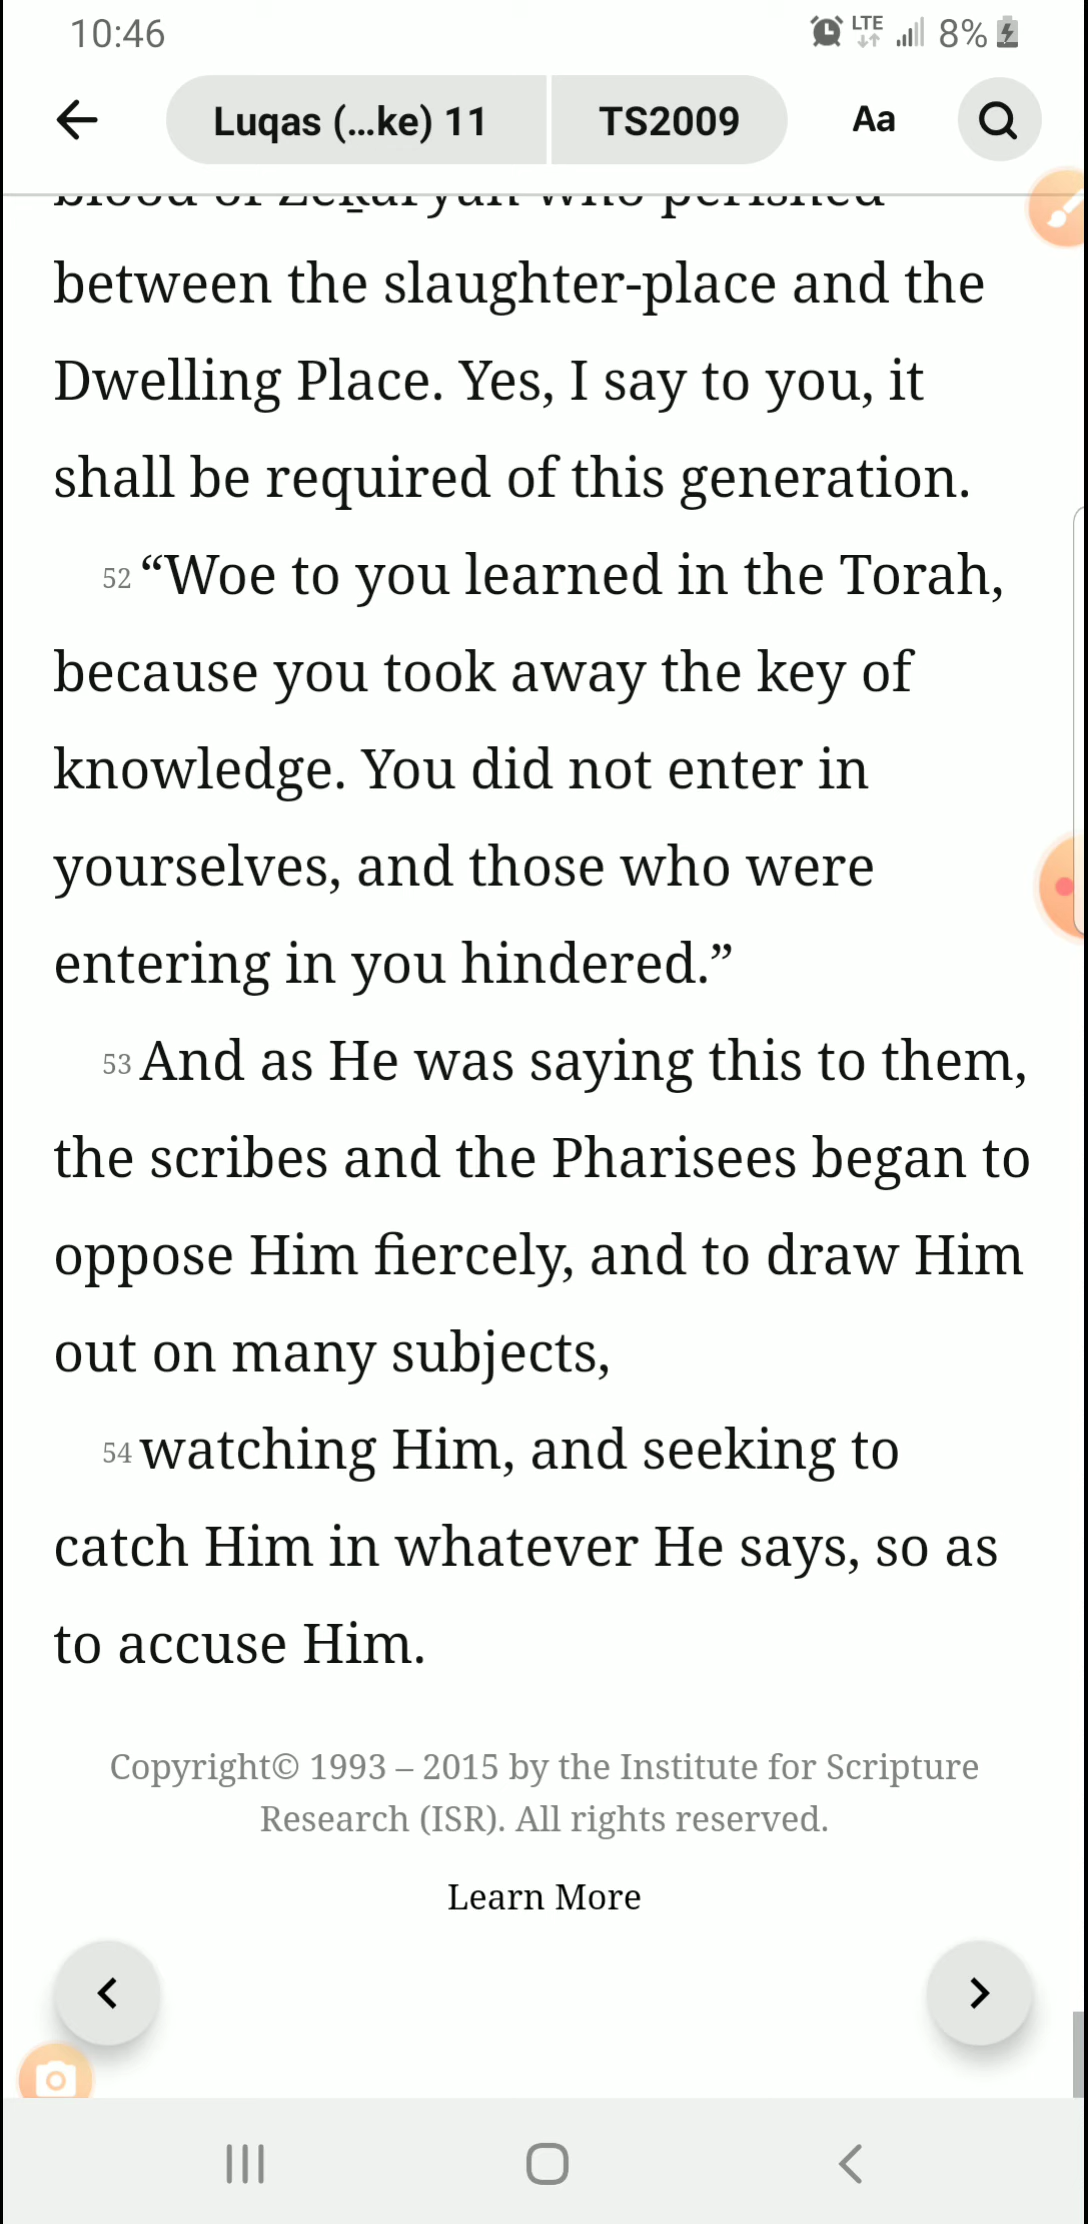 10:46
LTE 8%
Luqas (...ke) 11 TS2009 Aa
blood of Zeḵaryah who perished
between the slaughter-place and the
Dwelling Place. Yes, I say to you, it
shall be required of this generation.
52 “Woe to you learned in the Torah,
because you took away the key of
knowledge. You did not enter in
yourselves, and those who were
entering in you hindered.”
53 And as He was saying this to them,
the scribes and the Pharisees began to
oppose Him fiercely, and to draw Him
out on many subjects,
54 watching Him, and seeking to
catch Him in whatever He says, so as
to accuse Him.
Copyright© 1993 – 2015 by the Institute for Scripture
Research (ISR). All rights reserved.
Learn More